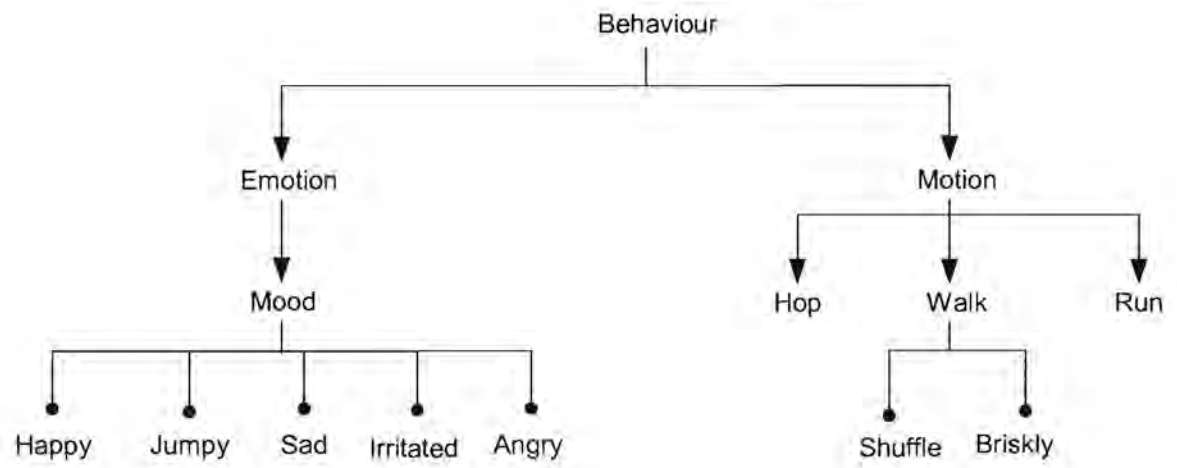 Behaviour
Emotion Motion
Mood Hop Walk Run
Happy Jumpy Sad Irritated Angry Shuffle Briskly